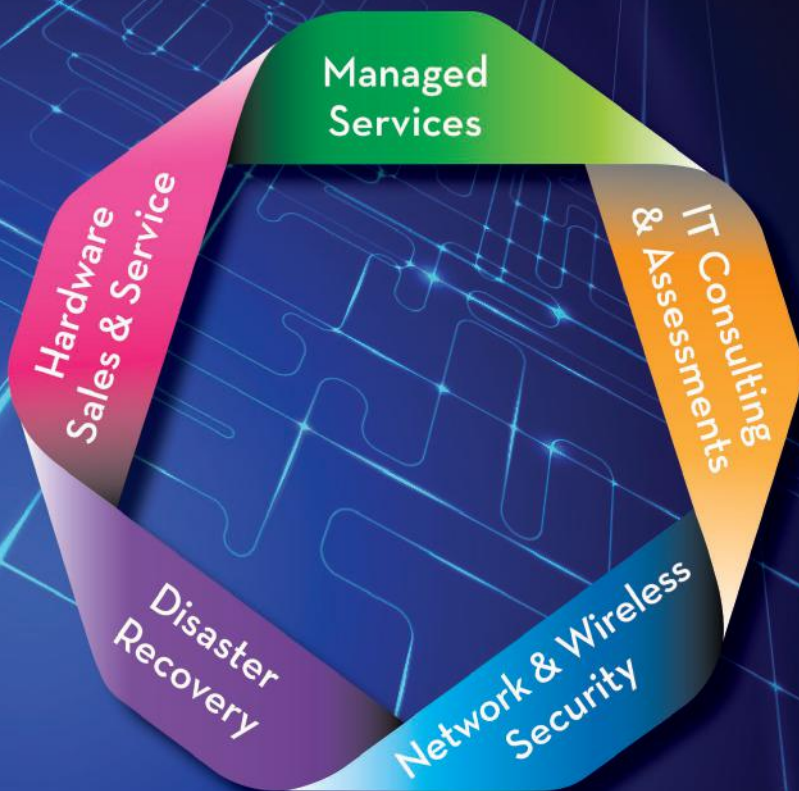 Managed
Services
IT Consulting
& Assessments
Network & Wireless
Security
Disaster
Recovery
Hardware
Sales & Service